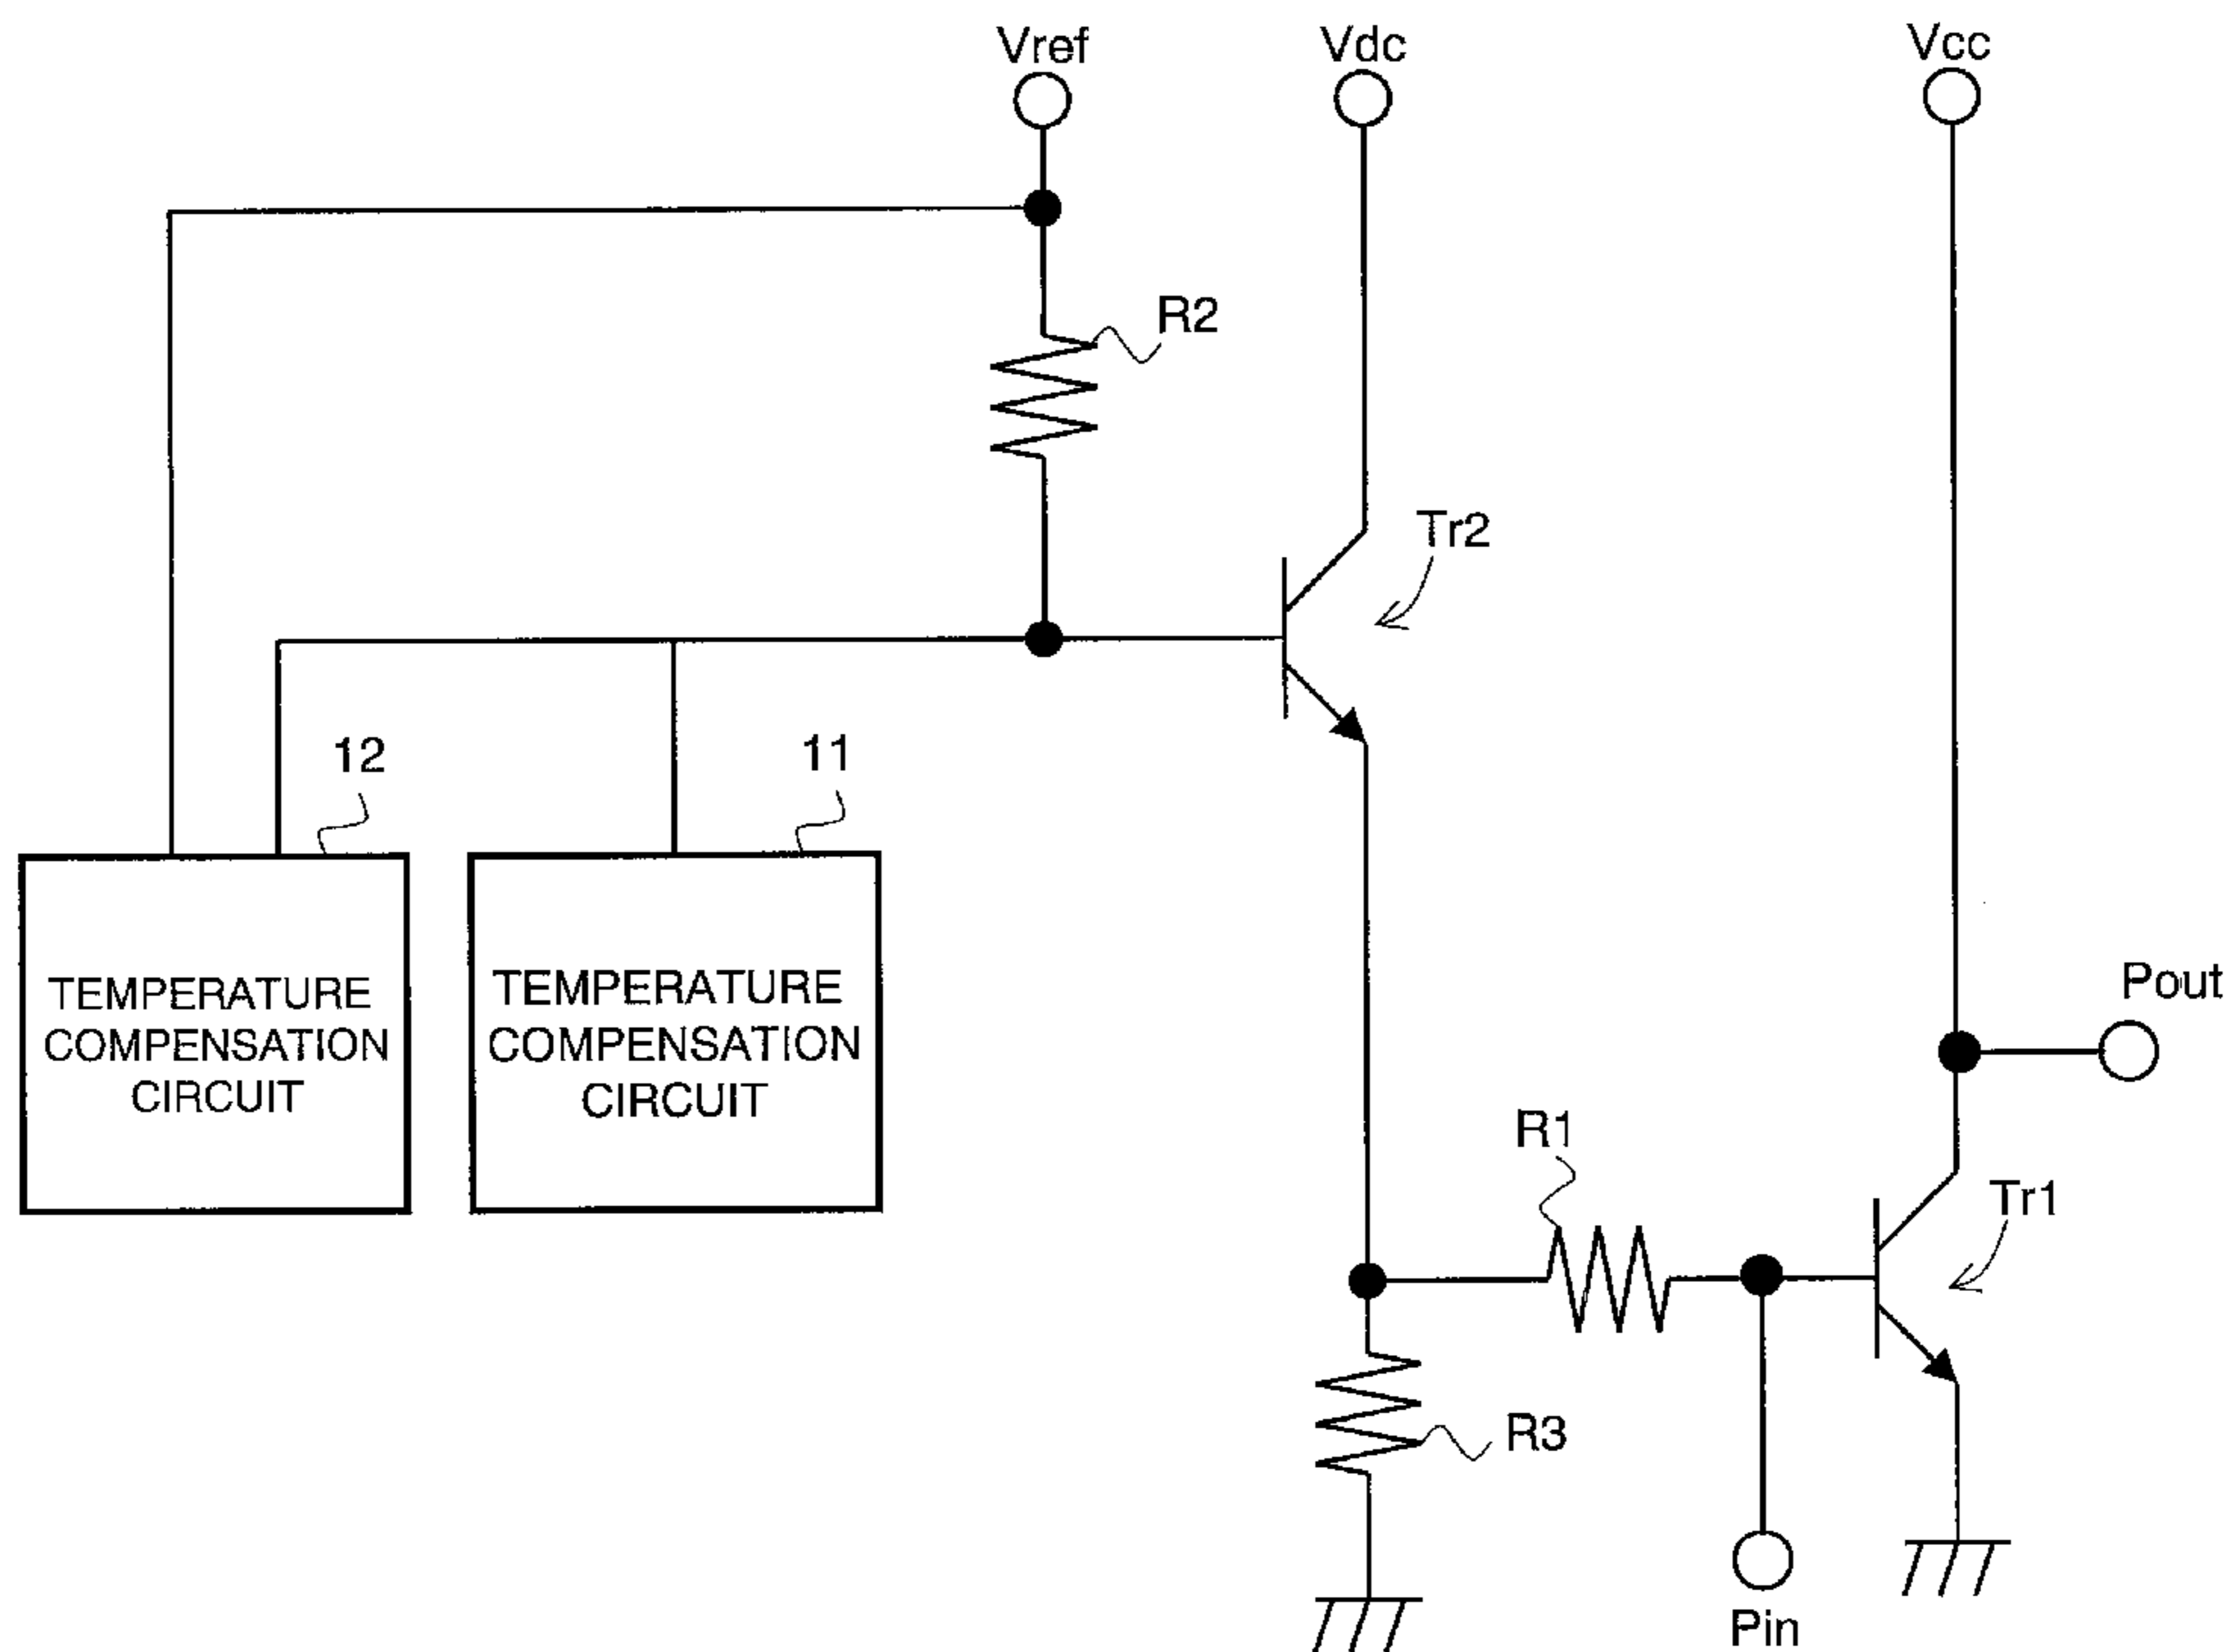 Vref
Vdc
Vcc
R2
Tr2
12
11
TEMPERATURE
COMPENSATION
CIRCUIT
TEMPERATURE
COMPENSATION
CIRCUIT
Pout
R1
Tr1
R3
Pin